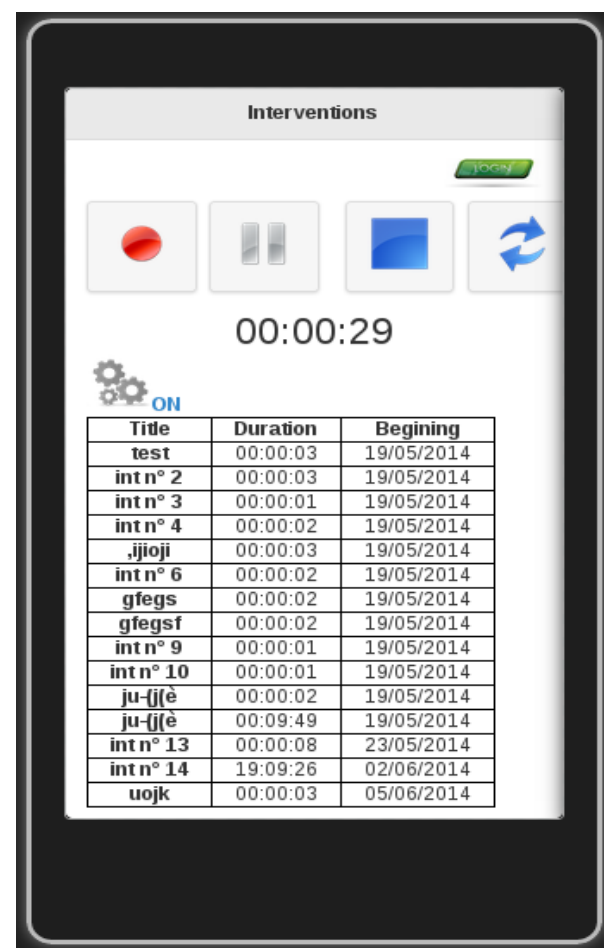 Interventions
LOGIN
00:00:29
ON
Title Duration Begining
test 00:00:03 19/05/2014
int n° 2 00:00:03 19/05/2014
int n° 3 00:00:01 19/05/2014
int n° 4 00:00:02 19/05/2014
,ijioji 00:00:03 19/05/2014
int n° 6 00:00:02 19/05/2014
gfegs 00:00:02 19/05/2014
gfegsf 00:00:02 19/05/2014
int n° 9 00:00:01 19/05/2014
int n° 10 00:00:01 19/05/2014
ju-{j(è 00:00:02 19/05/2014
ju-{j(è 00:09:49 19/05/2014
int n° 13 00:00:08 23/05/2014
int n° 14 19:09:26 02/06/2014
uojk 00:00:03 05/06/2014